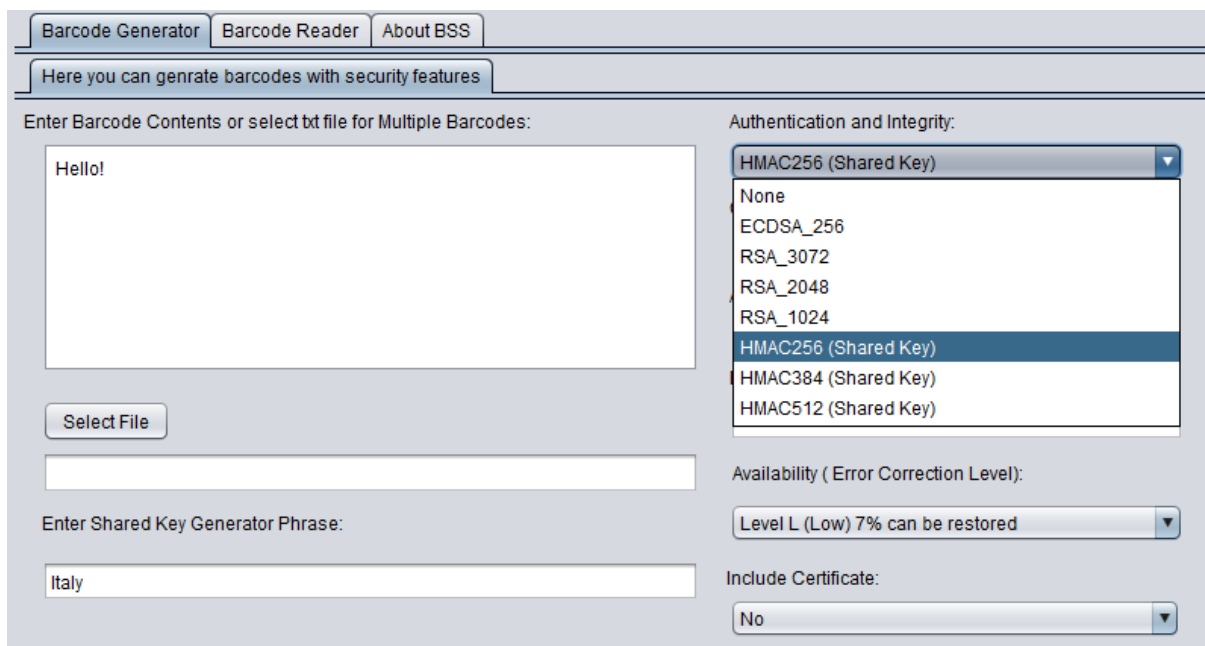 Barcode Generator
Barcode Reader
About BSS
Here you can genrate barcodes with security features
Enter Barcode Contents or select txt file for Multiple Barcodes:
Hello!
Select File
Enter Shared Key Generator Phrase:
Italy
Authentication and Integrity:
HMAC256 (Shared Key)
None
ECDSA_256
RSA_3072
RSA_2048
RSA_1024
HMAC256 (Shared Key)
HMAC384 (Shared Key)
HMAC512 (Shared Key)
Availability ( Error Correction Level):
Level L (Low) 7% can be restored
Include Certificate:
No